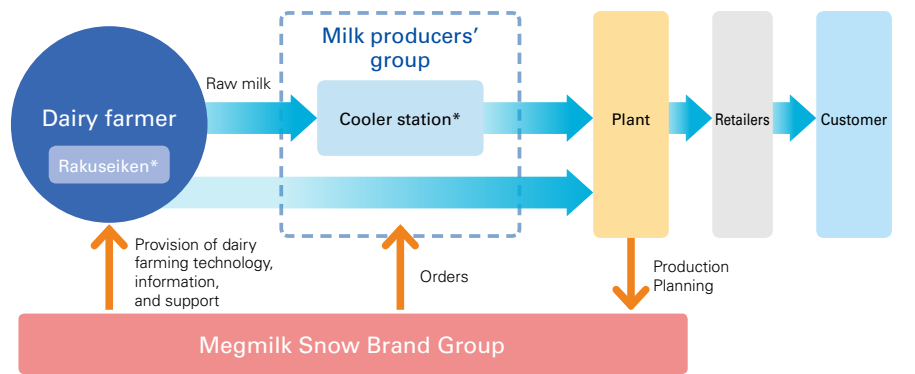 Milk producers’
group
Raw milk
Dairy farmer
Rakuseiken*
Cooler station*
Plant
Retailers
Customer
Provision of dairy
farming technology,
information,
and support
Orders
Production
Planning
Megmilk Snow Brand Group